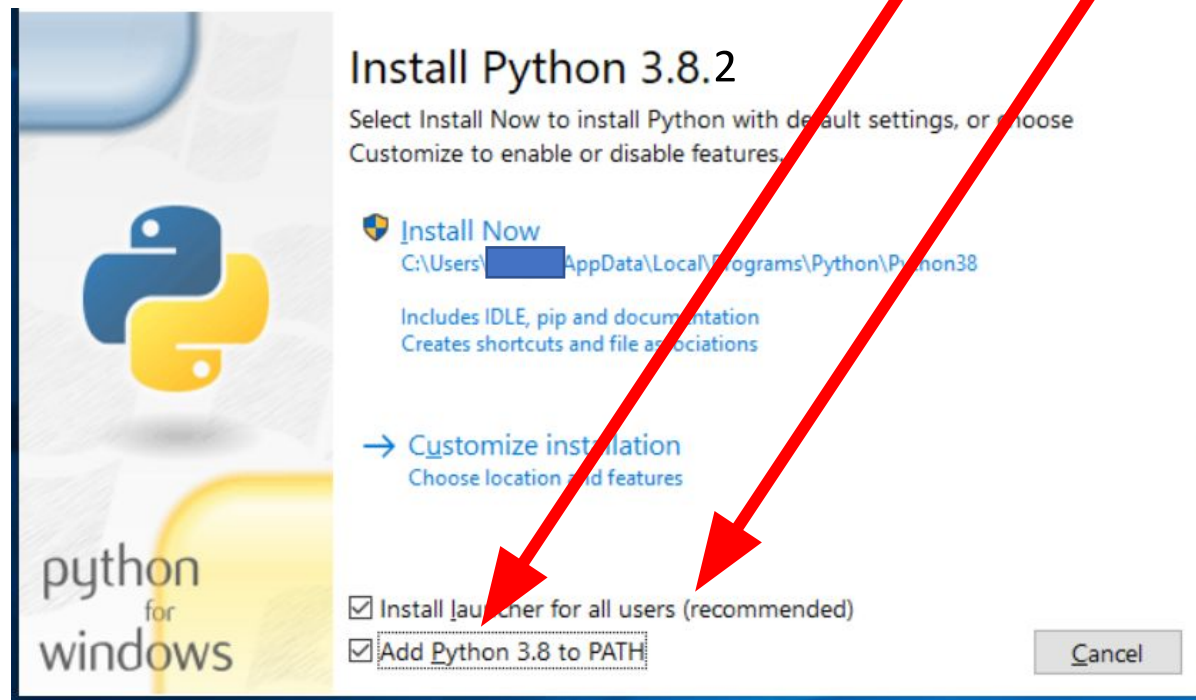 Install Python 3.8.2
Select Install Now to install Python with default settings, or choose
Customize to enable or disable features.
Install Now
C:\Users\ AppData\Local\Programs\Python\Python38
Includes IDLE, pip and documentation
Creates shortcuts and file associations
Customize installation
Choose location and features
python
for
windows
Install launcher for all users (recommended)
Add Python 3.8 to PATH
Cancel